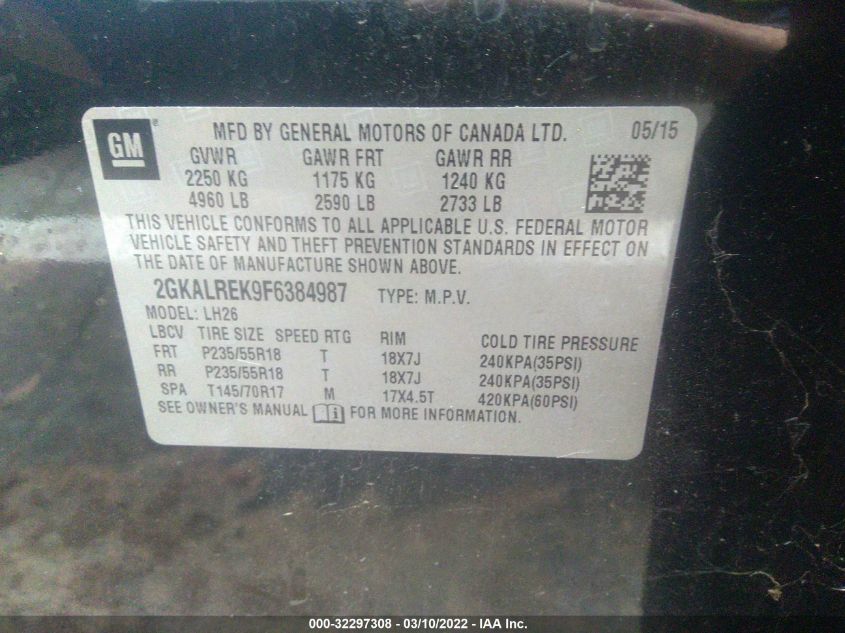 GM ® MFD BY GENERAL MOTORS OF CANADA LTD. 05/15
GVWR GAWR FRT GAWR RR
2250 KG 1175 KG 1240 KG
4960 LB 2590 LB 2733 LB
THIS VEHICLE CONFORMS TO ALL APPLICABLE U.S. FEDERAL MOTOR
VEHICLE SAFETY AND THEFT PREVENTION STANDARDS IN EFFECT ON
THE DATE OF MANUFACTURE SHOWN ABOVE.
2GKALREK9F6384987 TYPE: M.P.V.
MODEL: LH26
LBCV TIRE SIZE SPEED RTG RIM COLD TIRE PRESSURE
FRT P235/55R18 T 18X7J 240KPA(35PSI)
RR P235/55R18 T 18X7J 240KPA(35PSI)
SPA T145/70R17 M 17X4.5T 420KPA(60PSI)
SEE OWNER'S MANUAL i FOR MORE INFORMATION.
000-32297308 - 03/10/2022 - IAA Inc.